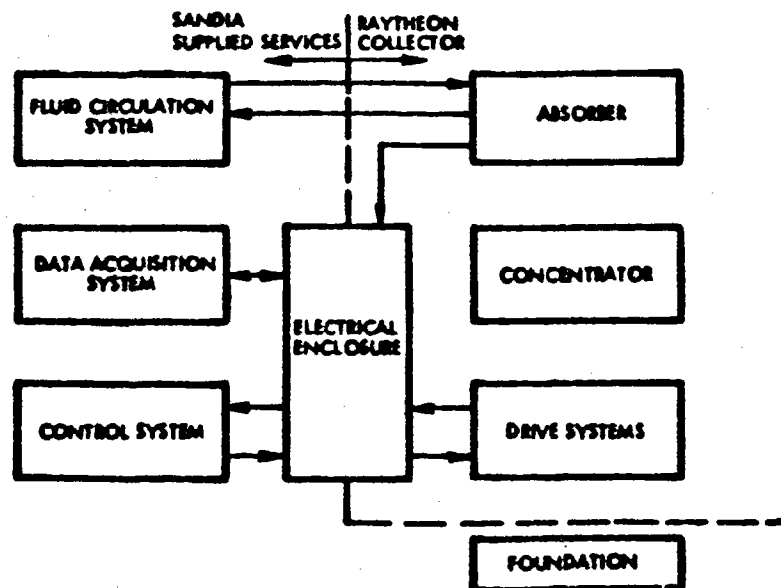 SANDIA
SUPPLIED SERVICES
RAYTHEON
COLLECTOR
FLUID CIRCULATION
SYSTEM
ABSORBER
DATA ACQUISITION
SYSTEM
CONCENTRATOR
ELECTRICAL
ENCLOSURE
CONTROL SYSTEM
DRIVE SYSTEMS
FOUNDATION